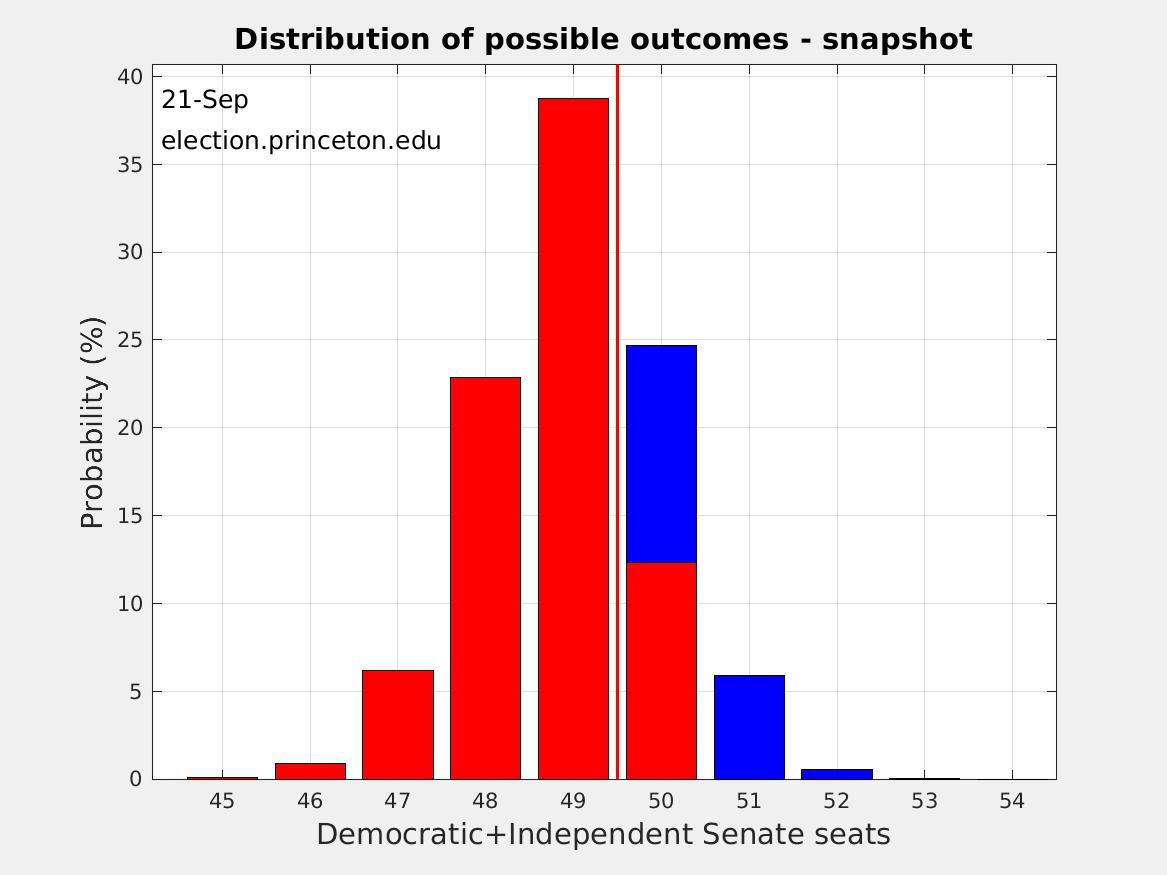 Distribution of possible outcomes - snapshot
21-Sep
election.princeton.edu
Probability (%)
40
35
30
25
20
15
10
5
0
45 46 47 48 49 50 51 52 53 54
Democratic+Independent Senate seats